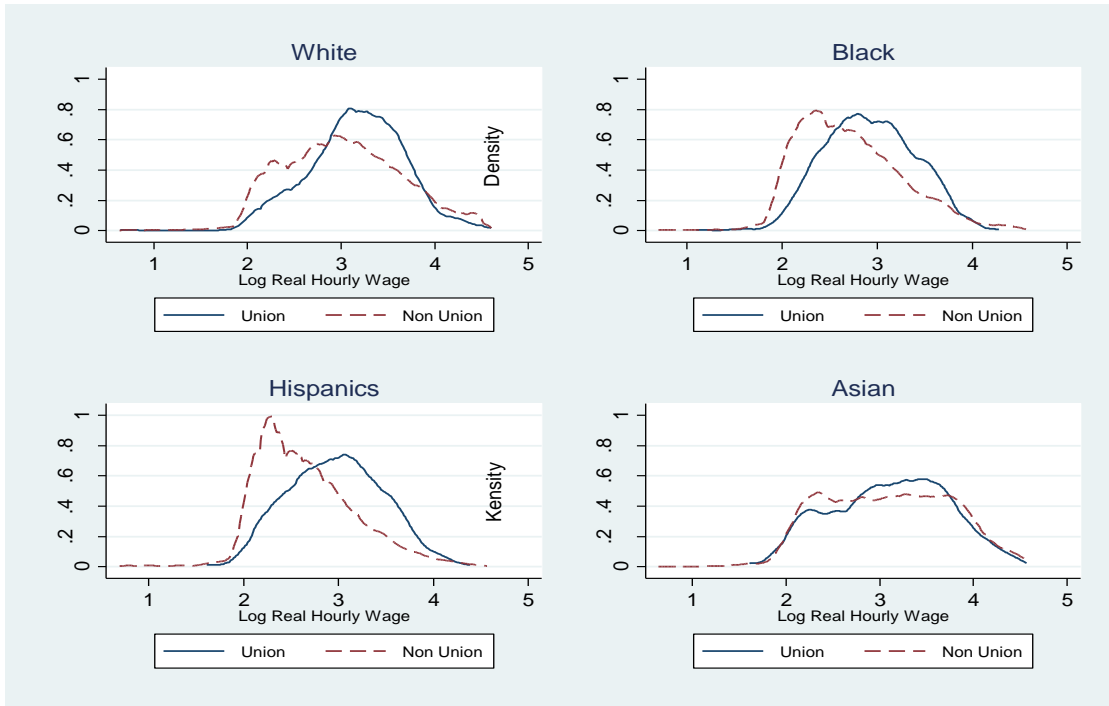 White
1
.8
.6
.4
.2
0
Density
1 2 3 4 5
Log Real Hourly Wage
Union Non Union
Black
1
.8
.6
.4
.2
0
1 2 3 4 5
Log Real Hourly Wage
Union Non Union
Hispanics
1
.8
.6
.4
.2
0
Kensity
1 2 3 4 5
Log Real Hourly Wage
Union Non Union
Asian
1
.8
.6
.4
.2
0
1 2 3 4 5
Log Real Hourly Wage
Union Non Union